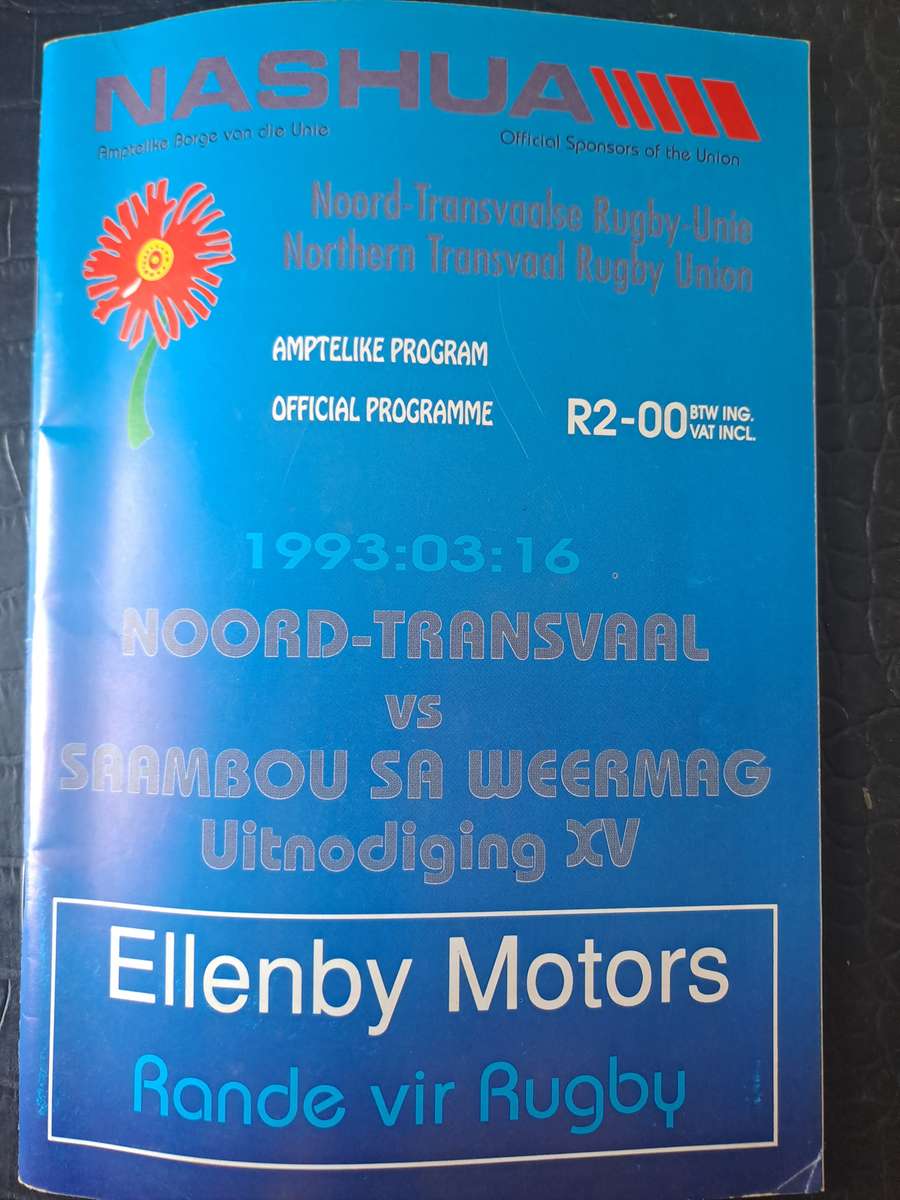 NASHUA
Amptelike Borge van die Unie
Official Sponsors of the Union
Noord-Transvaalse Rugby-Unie
Northern Transvaal Rugby Union
AMPTELIKE PROGRAM
OFFICIAL PROGRAMME
R2-00 BTW ING.
VAT INCL.
1993:03:16
NOORD-TRANSVAAL
vs
SAAMBOU SA WEERMAG
Uitnodiging XV
Ellenby Motors
Rande vir Rugby